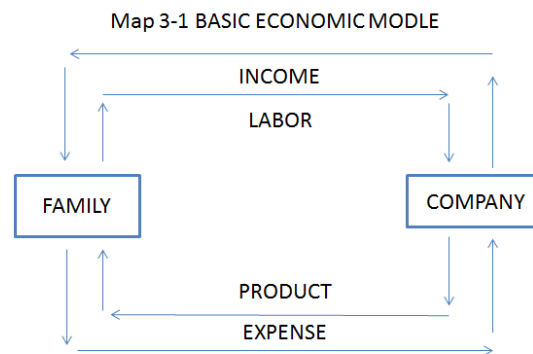 Map 3-1 BASIC ECONOMIC MODLE
INCOME
LABOR
FAMILY
COMPANY
PRODUCT
EXPENSE